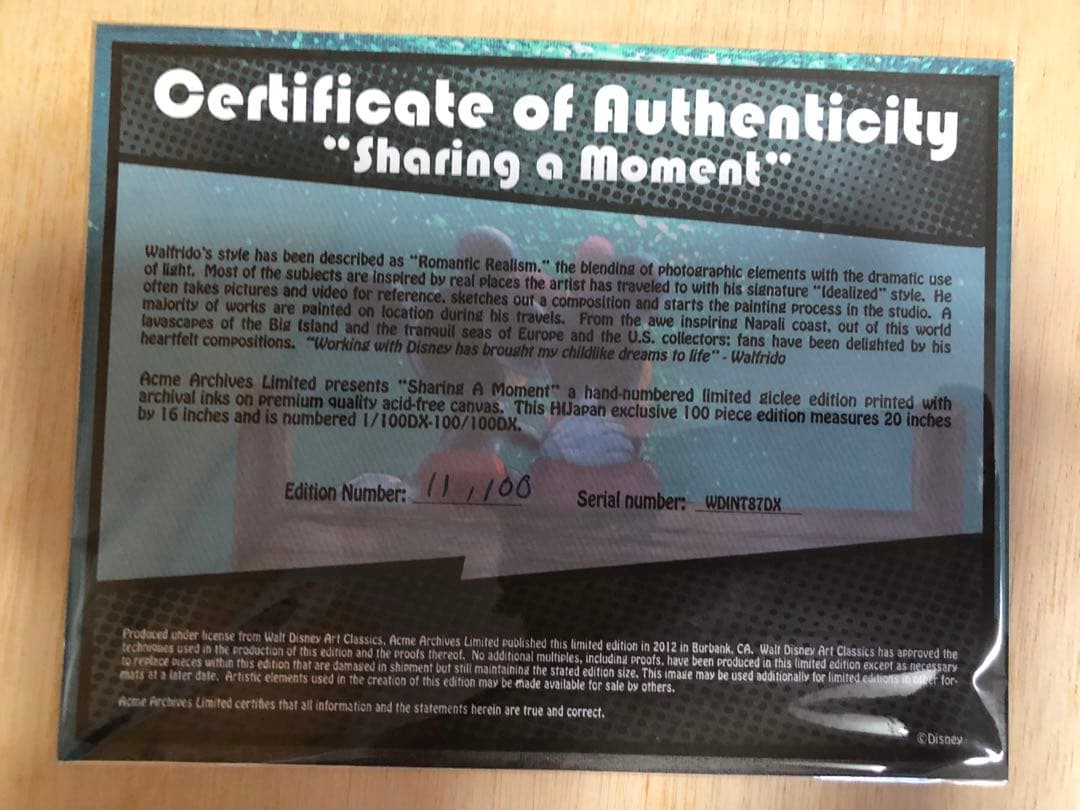 Certificate of Authenticity
"Sharing a Moment"
Walfrido's style has been described as "Romantic Realism," the blending of photographic elements with the dramatic use
of light. Most of the subjects are inspired by real places the artist has traveled to with his signature "(dealized" style. He
often takes pictures and video for reference, sketches out a composition and starts the painting process in the studio. A
majority of works are painted on location during his travels. From the awe inspiring Napali coast, out of this world
lavascapes of the Big Island and the tranquil seas of Europe and the U.S. collectors; fans have been delighted by his
heartfelt compositions. "Working with Disney has brought my childlike dreams to life" - Walfrido
Acme Archives Limited presents "Sharing A Moment" a hand-numbered limited giclee edition printed with
archival inks on premium quality acid-free canvas. This HIJapan exclusive 100 piece edition measures 20 inches
by 16 inches and is numbered 1/100DX-100/100DX.
Edition Number: 11 / 100 Serial number: WDINT87DX
Produced under license from Walt Disney Art Classics, Acme Archives Limited published this limited edition in 2012 in Burbank, CA. Walt Disney Art Classics has approved the
techniques used in the production of this edition and the proofs thereof. No additional multiples, including proofs, have been produced in this limited edition except as necessary
to replace pieces within this edition that are damaged in shipment but still maintaining the stated edition size. This image may be used additionally for limited editions in other for-
mats at a later date. Artistic elements used in the creation of this edition may be made available for sale by others.
Acme Archives Limited certifies that all information and the statements herein are true and correct.
©Disney